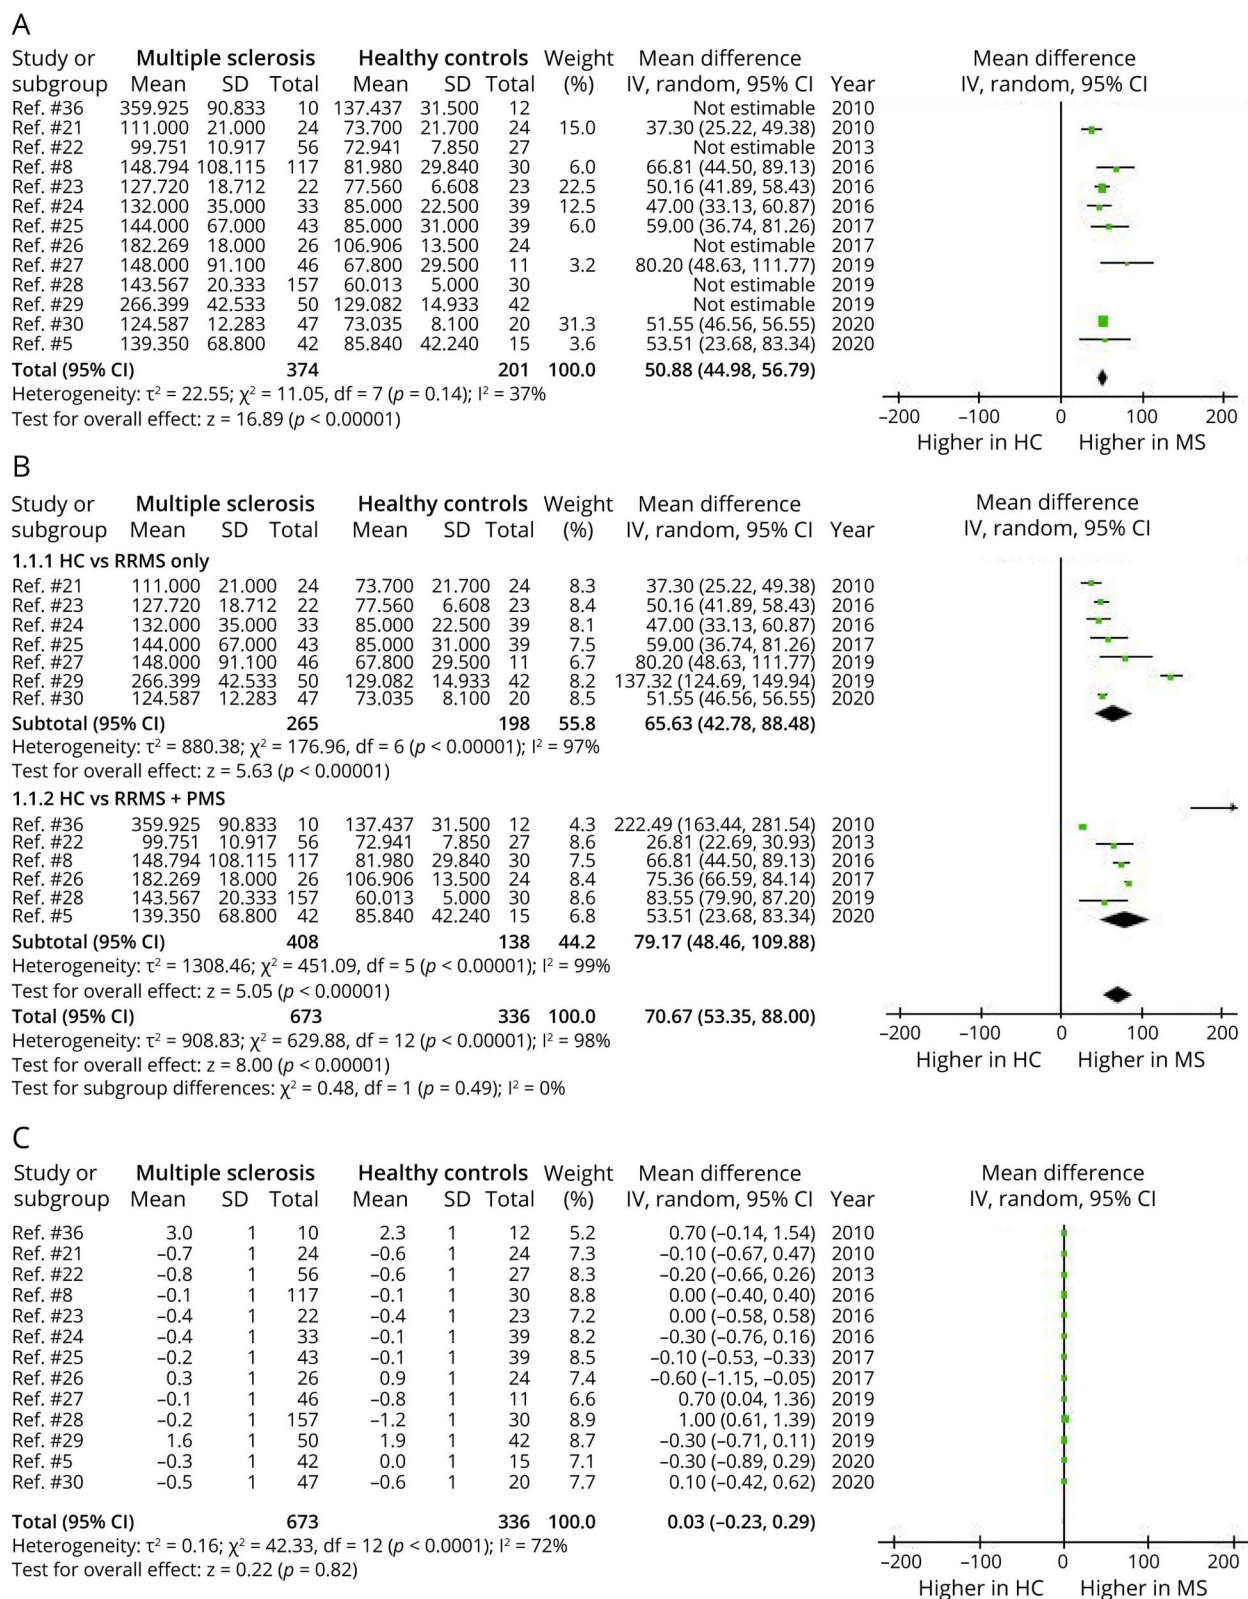 A
Study or Multiple sclerosis Healthy controls Weight Mean difference Mean difference
subgroup Mean SD Total Mean SD Total (%) IV, random, 95% CI Year IV, random, 95% CI
Ref. #36 359.925 90.833 10 137.437 31.500 12 Not estimable 2010
Ref. #21 111.000 21.000 24 73.700 21.700 24 15.0 37.30 (25.22, 49.38) 2010
Ref. #22 99.751 10.917 56 72.941 7.850 27 Not estimable 2013
Ref. #8 148.794 108.115 117 81.980 29.840 30 6.0 66.81 (44.50, 89.13) 2016
Ref. #23 127.720 18.712 22 77.560 6.608 23 22.5 50.16 (41.89, 58.43) 2016
Ref. #24 132.000 35.000 33 85.000 22.500 39 12.5 47.00 (33.13, 60.87) 2016
Ref. #25 144.000 67.000 43 85.000 31.000 39 6.0 59.00 (36.74, 81.26) 2017
Ref. #26 182.269 18.000 26 106.906 13.500 24 Not estimable 2017
Ref. #27 148.000 91.100 46 67.800 29.500 11 3.2 80.20 (48.63, 111.77) 2019
Ref. #28 143.567 20.333 157 60.013 5.000 30 Not estimable 2019
Ref. #29 266.399 42.533 50 129.082 14.933 42 Not estimable 2019
Ref. #30 124.587 12.283 47 73.035 8.100 20 31.3 51.55 (46.56, 56.55) 2020
Ref. #5 139.350 68.800 42 85.840 42.240 15 3.6 53.51 (23.68, 83.34) 2020
Total (95% CI) 374 201 100.0 50.88 (44.98, 56.79)
Heterogeneity: τ² = 22.55; χ² = 11.05, df = 7 (p = 0.14); I² = 37%
Test for overall effect: z = 16.89 (p < 0.00001)
−200 −100 0 100 200
Higher in HC Higher in MS
B
Study or Multiple sclerosis Healthy controls Weight Mean difference Mean difference
subgroup Mean SD Total Mean SD Total (%) IV, random, 95% CI Year IV, random, 95% CI
1.1.1 HC vs RRMS only
Ref. #21 111.000 21.000 24 73.700 21.700 24 8.3 37.30 (25.22, 49.38) 2010
Ref. #23 127.720 18.712 22 77.560 6.608 23 8.4 50.16 (41.89, 58.43) 2016
Ref. #24 132.000 35.000 33 85.000 22.500 39 8.1 47.00 (33.13, 60.87) 2016
Ref. #25 144.000 67.000 43 85.000 31.000 39 7.5 59.00 (36.74, 81.26) 2017
Ref. #27 148.000 91.100 46 67.800 29.500 11 6.7 80.20 (48.63, 111.77) 2019
Ref. #29 266.399 42.533 50 129.082 14.933 42 8.2 137.32 (124.69, 149.94) 2019
Ref. #30 124.587 12.283 47 73.035 8.100 20 8.5 51.55 (46.56, 56.55) 2020
Subtotal (95% CI) 265 198 55.8 65.63 (42.78, 88.48)
Heterogeneity: τ² = 880.38; χ² = 176.96, df = 6 (p < 0.00001); I² = 97%
Test for overall effect: z = 5.63 (p < 0.00001)
1.1.2 HC vs RRMS + PMS
Ref. #36 359.925 90.833 10 137.437 31.500 12 4.3 222.49 (163.44, 281.54) 2010
Ref. #22 99.751 10.917 56 72.941 7.850 27 8.6 26.81 (22.69, 30.93) 2013
Ref. #8 148.794 108.115 117 81.980 29.840 30 7.5 66.81 (44.50, 89.13) 2016
Ref. #26 182.269 18.000 26 106.906 13.500 24 8.4 75.36 (66.59, 84.14) 2017
Ref. #28 143.567 20.333 157 60.013 5.000 30 8.6 83.55 (79.90, 87.20) 2019
Ref. #5 139.350 68.800 42 85.840 42.240 15 6.8 53.51 (23.68, 83.34) 2020
Subtotal (95% CI) 408 138 44.2 79.17 (48.46, 109.88)
Heterogeneity: τ² = 1308.46; χ² = 451.09, df = 5 (p < 0.00001); I² = 99%
Test for overall effect: z = 5.05 (p < 0.00001)
Total (95% CI) 673 336 100.0 70.67 (53.35, 88.00)
Heterogeneity: τ² = 908.83; χ² = 629.88, df = 12 (p < 0.00001); I² = 98%
Test for overall effect: z = 8.00 (p < 0.00001)
Test for subgroup differences: χ² = 0.48, df = 1 (p = 0.49); I² = 0%
−200 −100 0 100 200
Higher in HC Higher in MS
C
Study or Multiple sclerosis Healthy controls Weight Mean difference Mean difference
subgroup Mean SD Total Mean SD Total (%) IV, random, 95% CI Year IV, random, 95% CI
Ref. #36 3.0 1 10 2.3 1 12 5.2 0.70 (−0.14, 1.54) 2010
Ref. #21 −0.7 1 24 −0.6 1 24 7.3 −0.10 (−0.67, 0.47) 2010
Ref. #22 −0.8 1 56 −0.6 1 27 8.3 −0.20 (−0.66, 0.26) 2013
Ref. #8 −0.1 1 117 −0.1 1 30 8.8 0.00 (−0.40, 0.40) 2016
Ref. #23 −0.4 1 22 −0.4 1 23 7.2 0.00 (−0.58, 0.58) 2016
Ref. #24 −0.4 1 33 −0.1 1 39 8.2 −0.30 (−0.76, 0.16) 2016
Ref. #25 −0.2 1 43 −0.1 1 39 8.5 −0.10 (−0.53, −0.33) 2017
Ref. #26 0.3 1 26 0.9 1 24 7.4 −0.60 (−1.15, −0.05) 2017
Ref. #27 −0.1 1 46 −0.8 1 11 6.6 0.70 (0.04, 1.36) 2019
Ref. #28 −0.2 1 157 −1.2 1 30 8.9 1.00 (0.61, 1.39) 2019
Ref. #29 1.6 1 50 1.9 1 42 8.7 −0.30 (−0.71, 0.11) 2019
Ref. #5 −0.3 1 42 0.0 1 15 7.1 −0.30 (−0.89, 0.29) 2020
Ref. #30 −0.5 1 47 −0.6 1 20 7.7 0.10 (−0.42, 0.62) 2020
Total (95% CI) 673 336 100.0 0.03 (−0.23, 0.29)
Heterogeneity: τ² = 0.16; χ² = 42.33, df = 12 (p < 0.0001); I² = 72%
Test for overall effect: z = 0.22 (p = 0.82)
−200 −100 0 100 200
Higher in HC Higher in MS